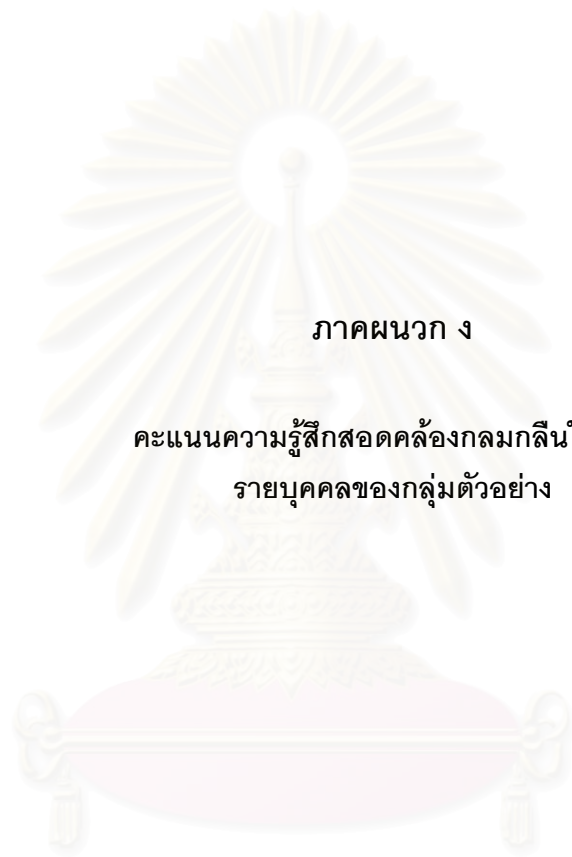 ภาคผนวก ง
คะแนนความรู้สึกสอดคล้องกลมกลืน
รายบุคคลของกลุ่มตัวอย่าง